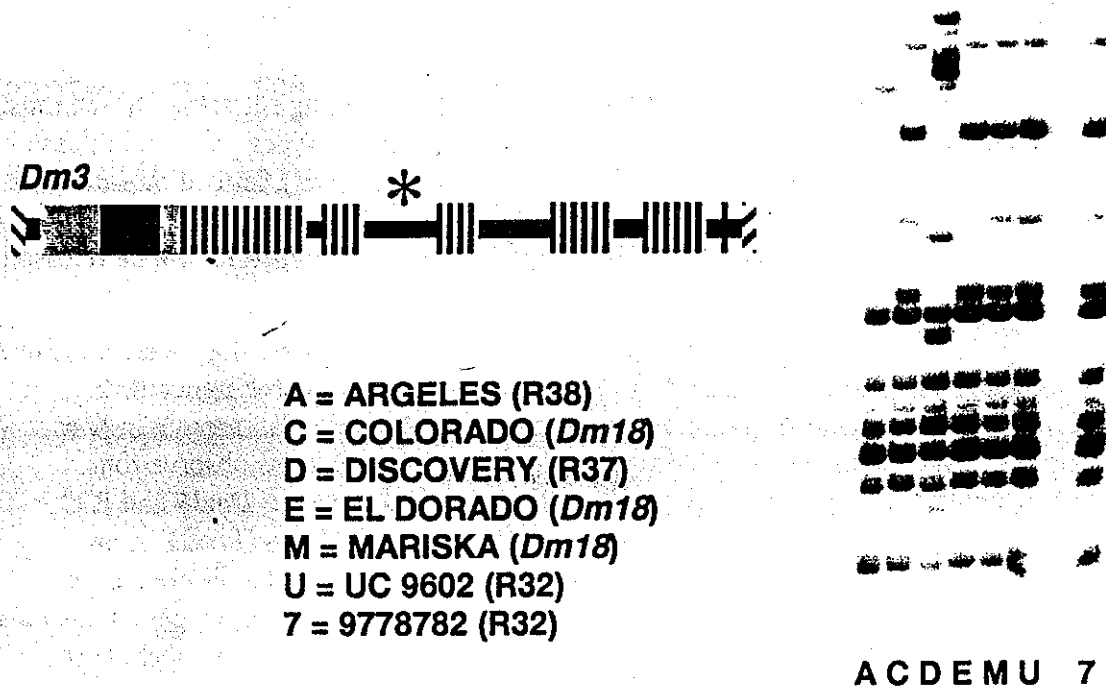 Dm3
*
A = ARGELES (R38)
C = COLORADO (Dm18)
D = DISCOVERY (R37)
E = EL DORADO (Dm18)
M = MARISKA (Dm18)
U = UC 9602 (R32)
7 = 9778782 (R32)
A C D E M U 7